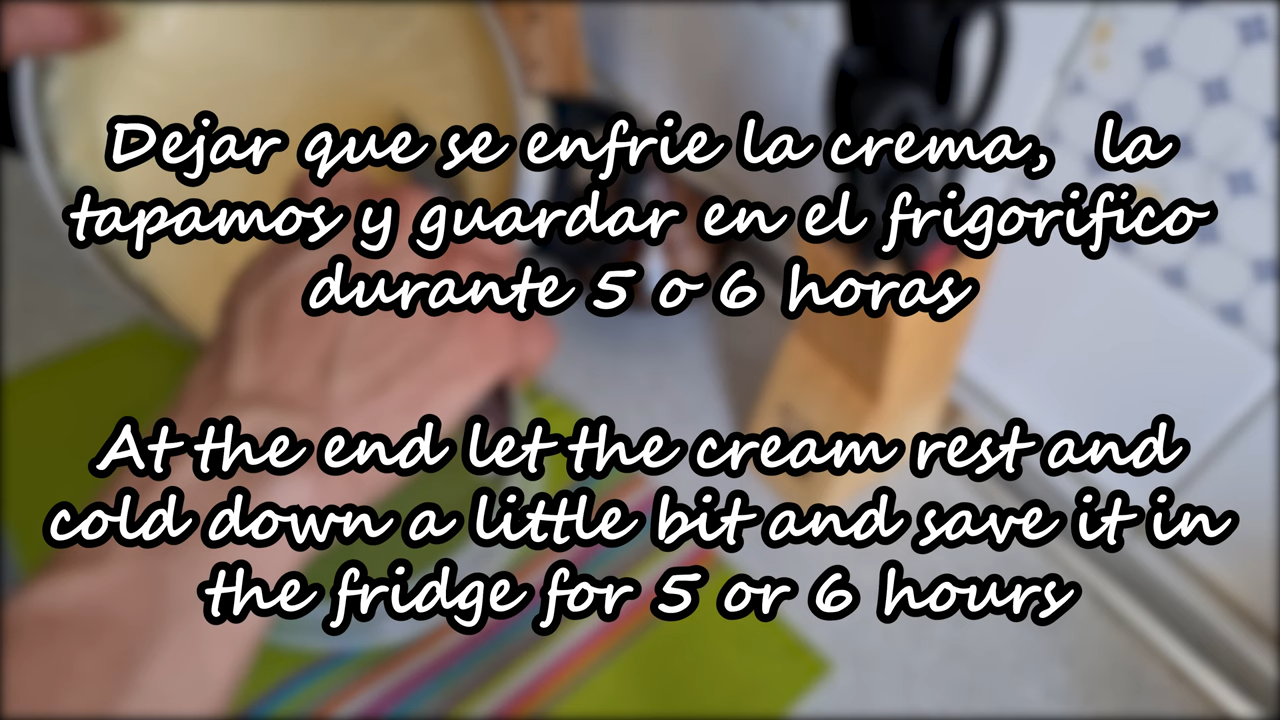 Dejar que se enfrie la crema, la
tapamos y guardar en el frigorifico
durante 5 o 6 horas
At the end let the cream rest and
cold down a little bit and save it in
the fridge for 5 or 6 hours